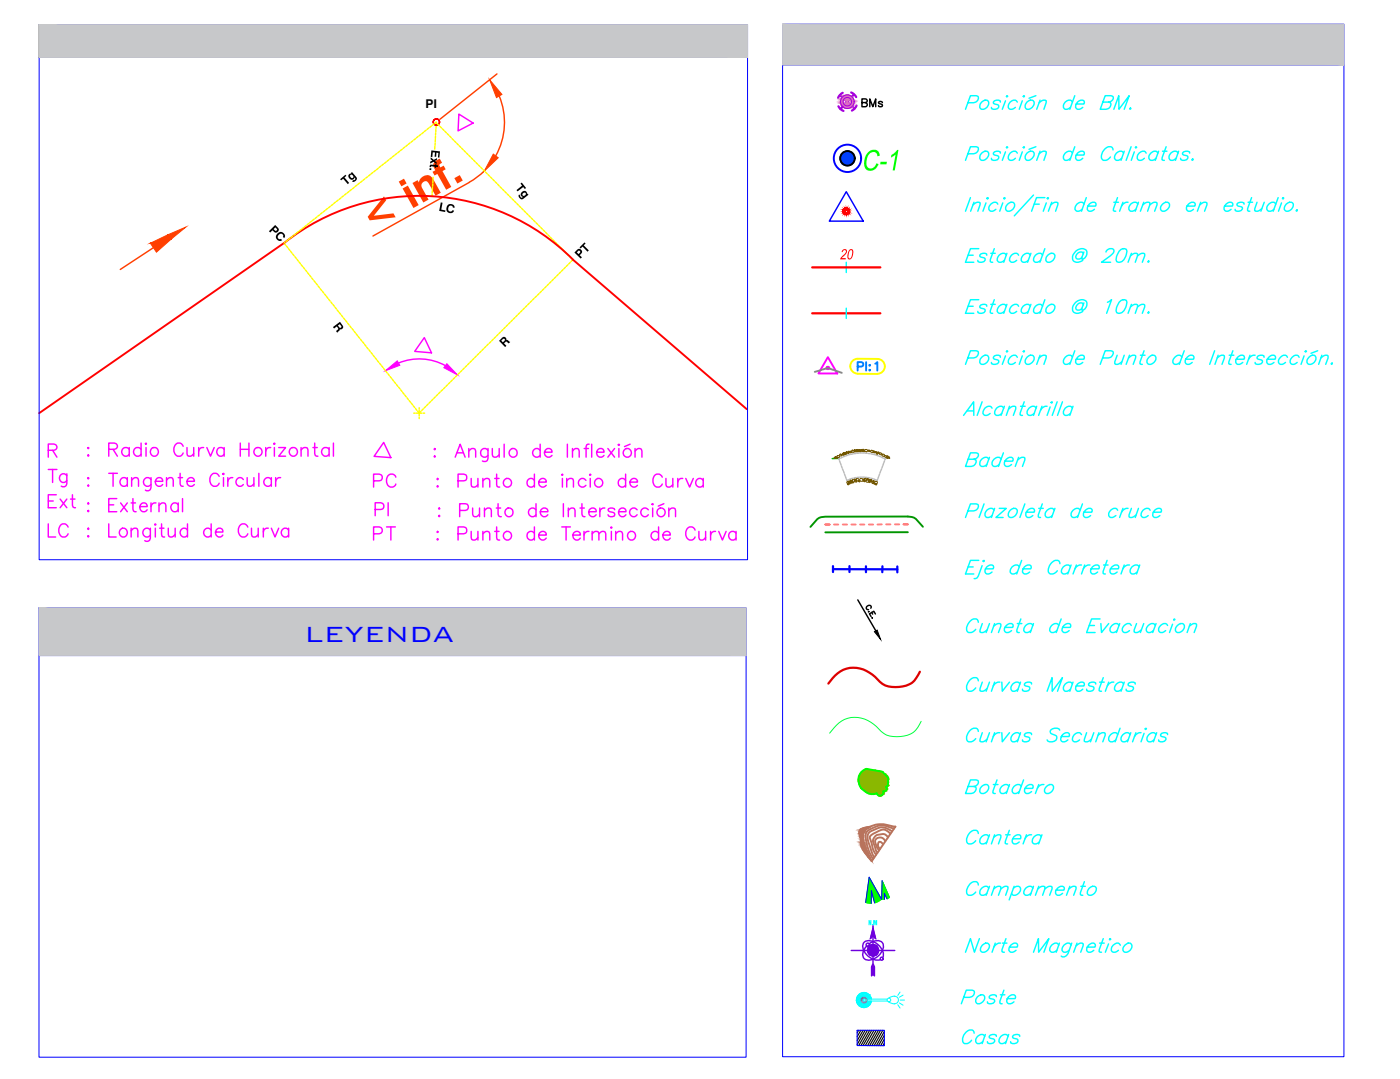 PI
Ext.
Tg
Tg
< inf.
LC
PC
PT
R
R
R : Radio Curva Horizontal
Tg : Tangente Circular
Ext : External
LC : Longitud de Curva
△ : Angulo de Inflexión
PC : Punto de incio de Curva
PI : Punto de Intersección
PT : Punto de Termino de Curva
LEYENDA
BMs Posición de BM.
C-1 Posición de Calicatas.
Inicio/Fin de tramo en estudio.
20 Estacado @ 20m.
Estacado @ 10m.
PI:1 Posicion de Punto de Intersección.
Alcantarilla
Baden
Plazoleta de cruce
Eje de Carretera
C.E. Cuneta de Evacuacion
Curvas Maestras
Curvas Secundarias
Botadero
Cantera
Campamento
Norte Magnetico
Poste
Casas